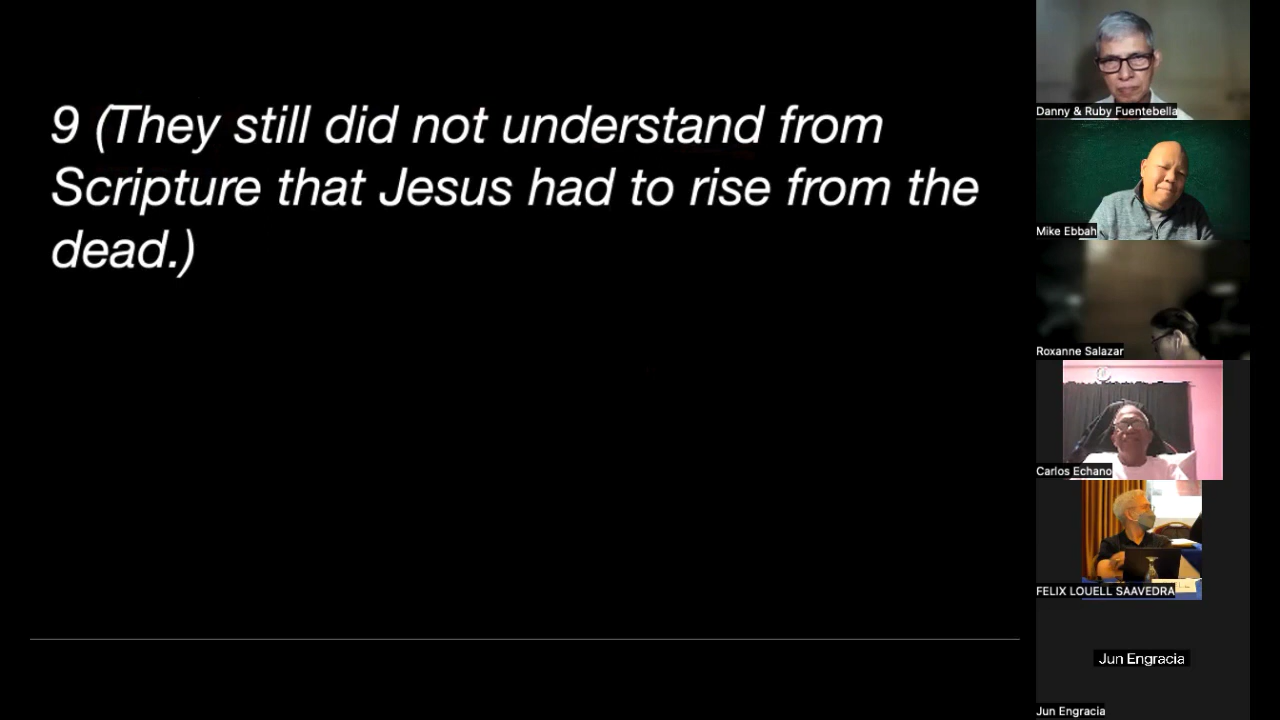 9 (They still did not understand from
Scripture that Jesus had to rise from the
dead.)
Danny & Ruby Fuentebella
Mike Ebbah
Roxanne Salazar
Carlos Echano
FELIX LOUELL SAAVEDRA
Jun Engracia
Jun Engracia